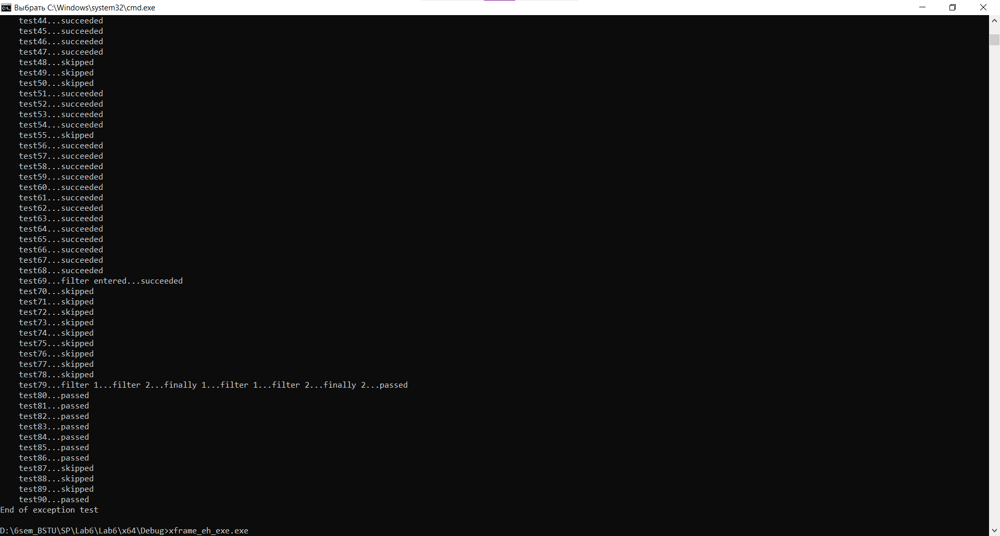 Выбрать C:\Windows\system32\cmd.exe
test44...succeeded
test45...succeeded
test46...succeeded
test47...succeeded
test48...skipped
test49...skipped
test50...skipped
test51...succeeded
test52...succeeded
test53...succeeded
test54...succeeded
test55...skipped
test56...succeeded
test57...succeeded
test58...succeeded
test59...succeeded
test60...succeeded
test61...succeeded
test62...succeeded
test63...succeeded
test64...succeeded
test65...succeeded
test66...succeeded
test67...succeeded
test68...succeeded
test69...filter entered...succeeded
test70...skipped
test71...skipped
test72...skipped
test73...skipped
test74...skipped
test75...skipped
test76...skipped
test77...skipped
test78...skipped
test79...filter 1...filter 2...finally 1...filter 1...filter 2...finally 2...passed
test80...passed
test81...passed
test82...passed
test83...passed
test84...passed
test85...passed
test86...passed
test87...skipped
test88...skipped
test89...skipped
test90...passed
End of exception test
D:\6sem_BSTU\SP\Lab6\Lab6\x64\Debug>xframe_eh_exe.exe